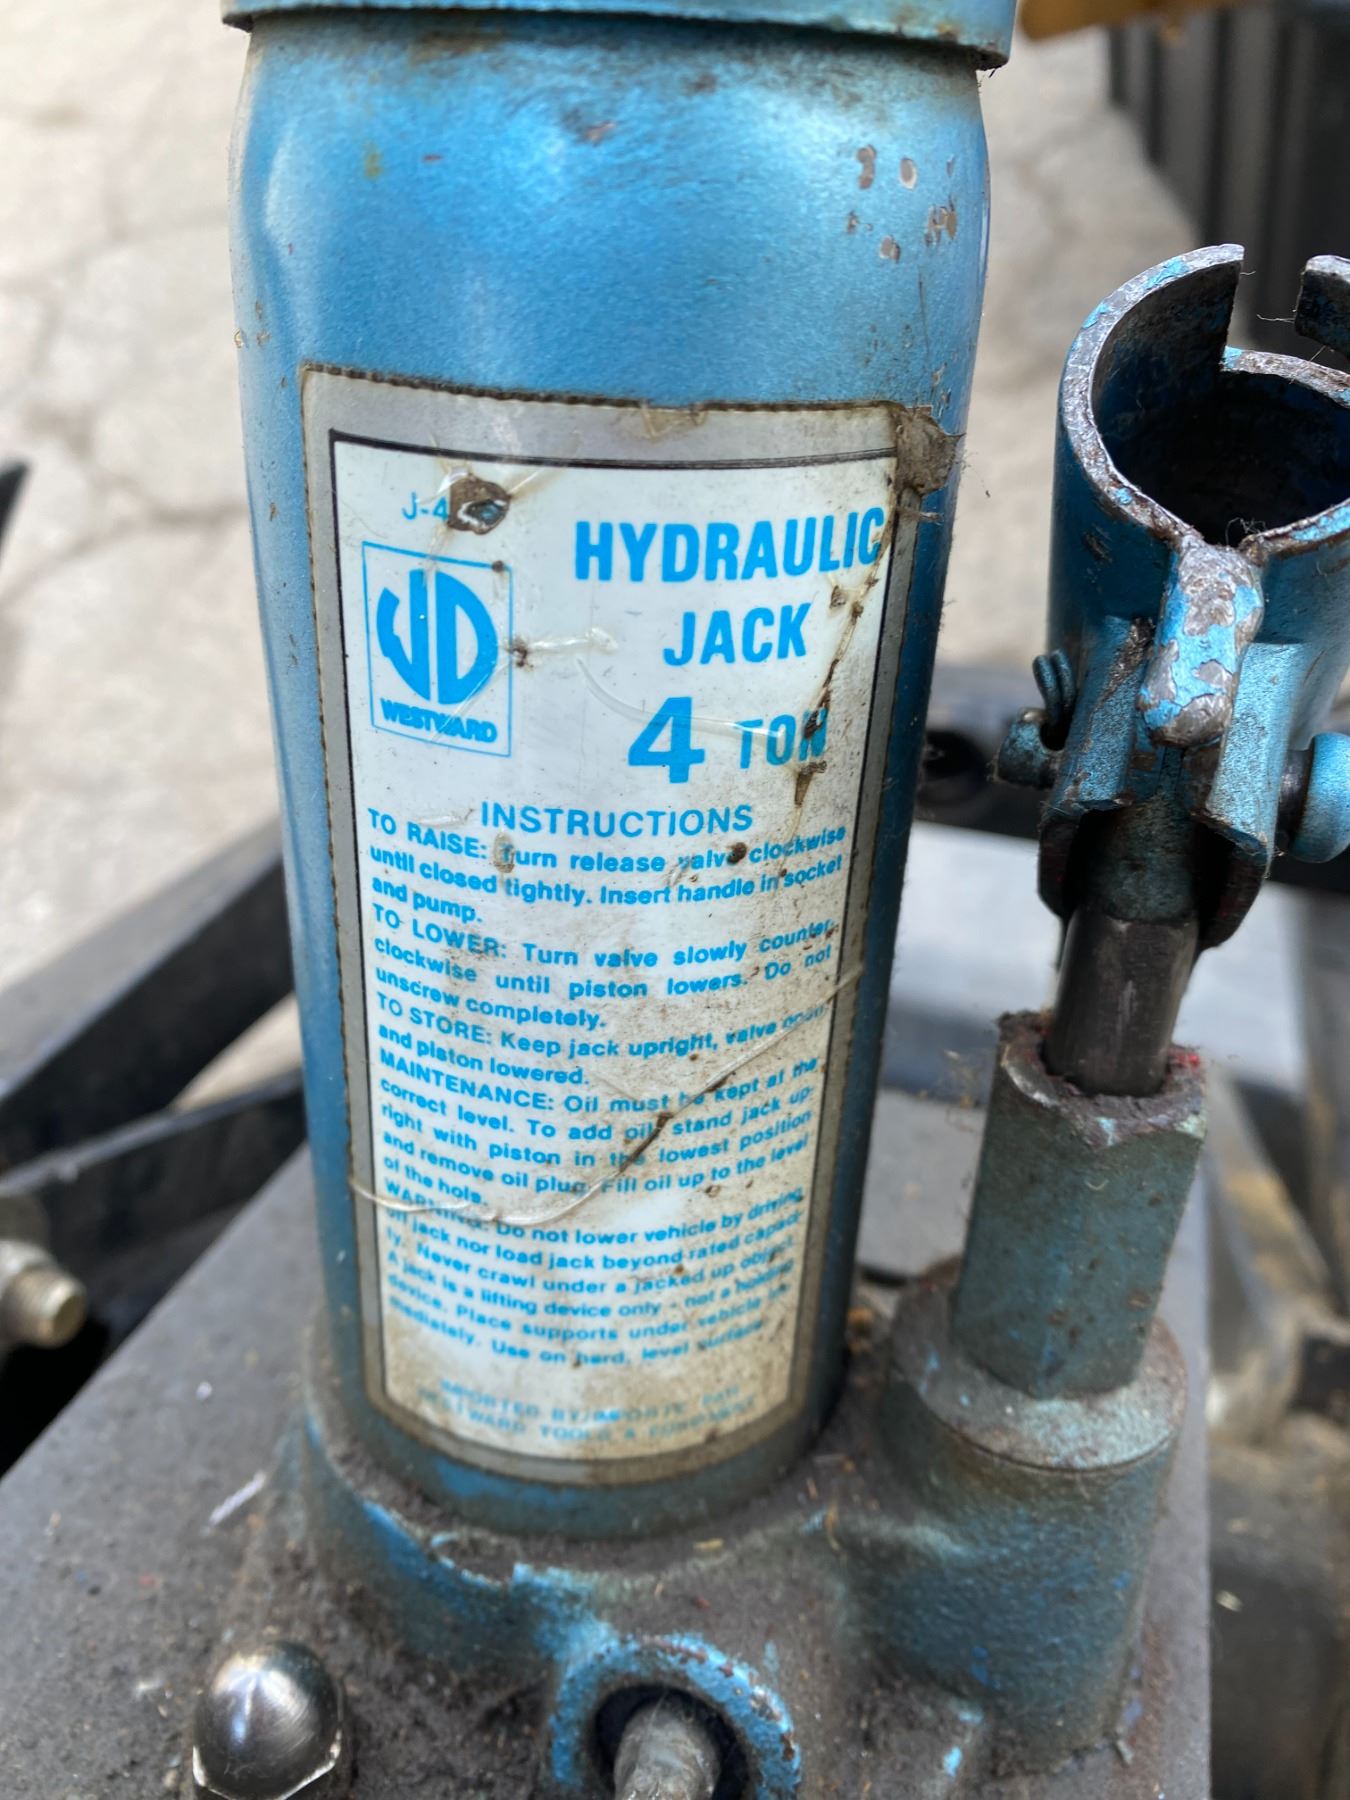 J-4
HYDRAULIC
JACK
WESTWARD
4 TON
INSTRUCTIONS
TO RAISE: Turn release valve clockwise
until closed tightly. Insert handle in socket
and pump.
TO LOWER: Turn valve slowly counter-
clockwise until piston lowers. Do not
unscrew completely.
TO STORE: Keep jack upright, valve open
and piston lowered.
MAINTENANCE: Oil must be kept at the
correct level. To add oil, stand jack up-
right with piston in the lowest position
and remove oil plug. Fill oil up to the level
of the hole.
WARNING: Do not lower vehicle by driving
off jack nor load jack beyond rated capaci-
ty. Never crawl under a jacked up object.
A jack is a lifting device only - not a holding
device. Place supports under vehicle im-
mediately. Use on hard, level surface.
IMPORTED BY
WESTWARD TOOLS &